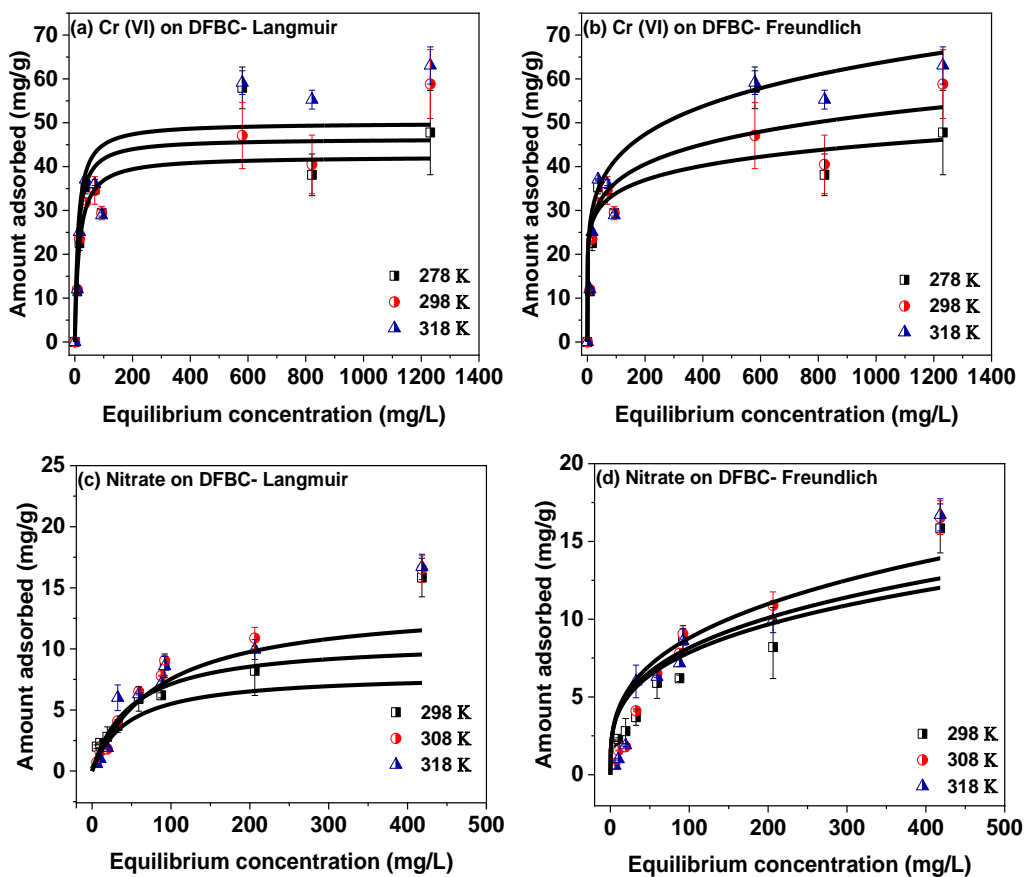 (a) Cr (VI) on DFBC- Langmuir
Amount adsorbed (mg/g)
70
60
50
40
30
20
10
0
278 K
298 K
318 K
0 200 400 600 800 1000 1200 1400
Equilibrium concentration (mg/L)
(b) Cr (VI) on DFBC- Freundlich
Amount adsorbed (mg/g)
70
60
50
40
30
20
10
0
278 K
298 K
318 K
0 200 400 600 800 1000 1200 1400
Equilibrium concentration (mg/L)
(c) Nitrate on DFBC- Langmuir
Amount adsorbed (mg/g)
25
20
15
10
5
0
298 K
308 K
318 K
0 100 200 300 400 500
Equilibrium concentration (mg/L)
(d) Nitrate on DFBC- Freundlich
Amount adsorbed (mg/g)
20
15
10
5
0
298 K
308 K
318 K
0 100 200 300 400 500
Equilibrium concentration (mg/L)